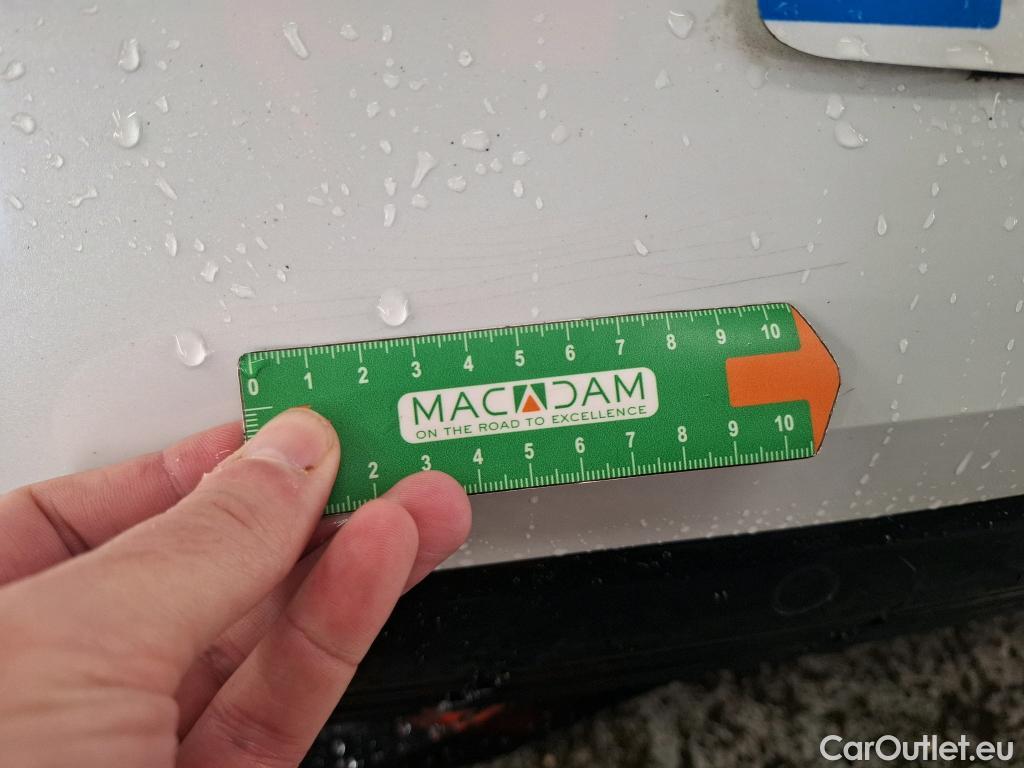 0 1 2 3 4 5 6 7 8 9 10
MACADAM
ON THE ROAD TO EXCELLENCE
2 3 4 5 6 7 8 9 10
CarOutlet.eu